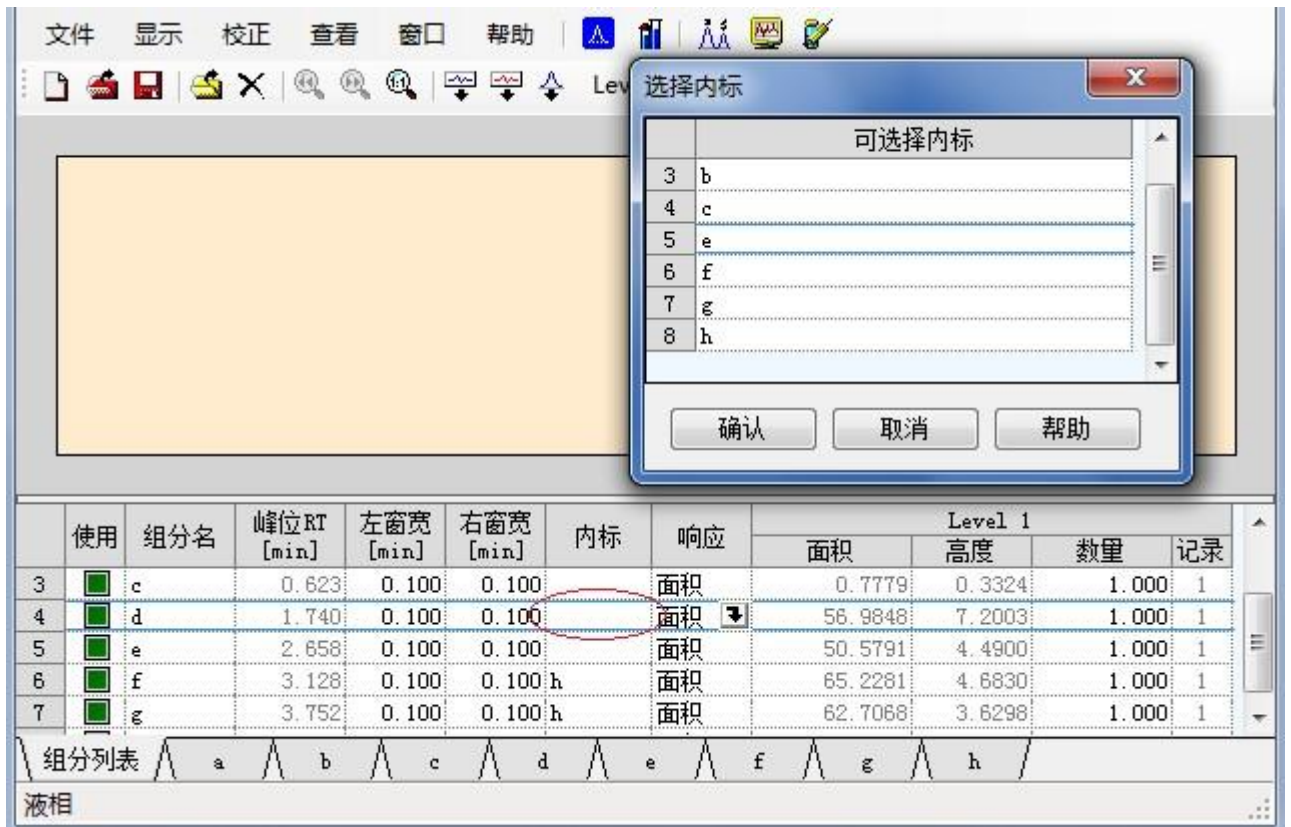 文件 显示 校正 查看 窗口 帮助
Lev
选择内标
可选择内标
3 b
4 c
5 e
6 f
7 g
8 h
确认 取消 帮助
使用 组分名 峰位RT [min] 左窗宽 [min] 右窗宽 [min] 内标 响应 Level 1
面积 高度 数量 记录
3 c 0.623 0.100 0.100 面积 0.7779 0.3324 1.000 1
4 d 1.740 0.100 0.100 面积 56.9848 7.2003 1.000 1
5 e 2.658 0.100 0.100 面积 50.5791 4.4900 1.000 1
6 f 3.128 0.100 0.100 h 面积 65.2281 4.6830 1.000 1
7 g 3.752 0.100 0.100 h 面积 62.7068 3.6298 1.000 1
组分列表 a b c d e f g h
液相